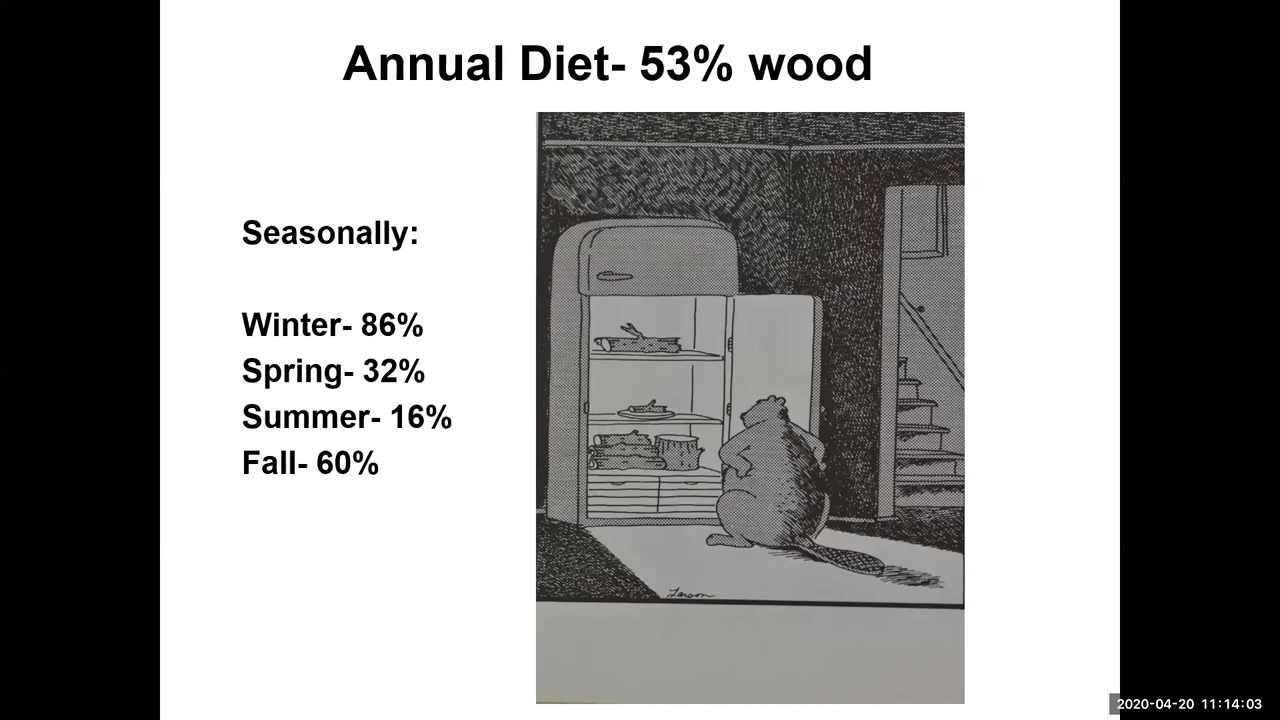 Annual Diet- 53% wood
Seasonally:
Winter- 86%
Spring- 32%
Summer- 16%
Fall- 60%
Larson
2020-04-20 11:14:03